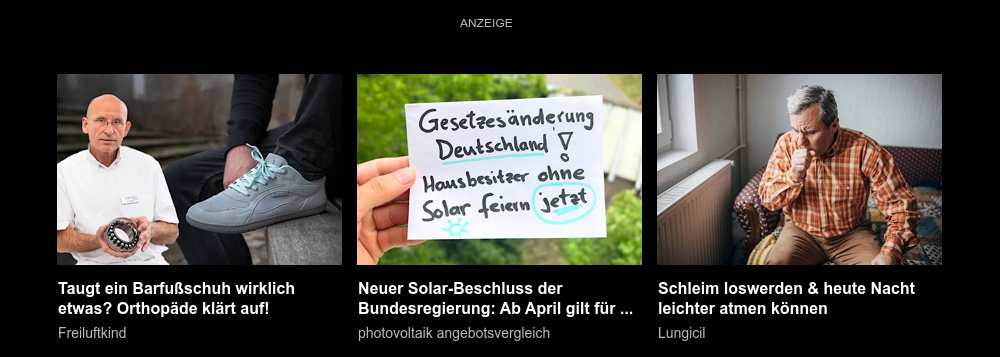 ANZEIGE
Gesetzesänderung
Deutschland !
Hausbesitzer ohne
Solar feiern jetzt
Taugt ein Barfußschuh wirklich
etwas? Orthopäde klärt auf!
Freiluftkind
Neuer Solar-Beschluss der
Bundesregierung: Ab April gilt für ...
photovoltaik angebotsvergleich
Schleim loswerden & heute Nacht
leichter atmen können
Lungicil